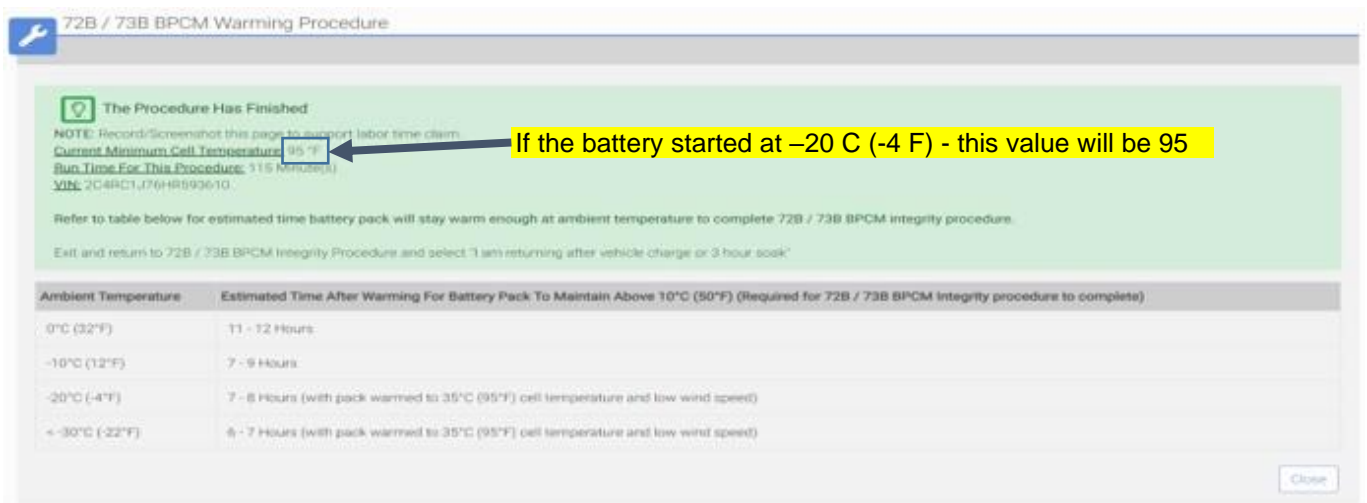 72B / 73B BPCM Warming Procedure
The Procedure Has Finished
NOTE: Record/Screenshot this page to support labor time claim.
Current Minimum Cell Temperature: 95 °F
If the battery started at –20 C (-4 F) - this value will be 95
Run Time For This Procedure: 115 Minute(s)
VIN: 2C4RC1J76HR593610
Refer to table below for estimated time battery pack will stay warm enough at ambient temperature to complete 72B / 73B BPCM integrity procedure.
Exit and return to 72B / 73B BPCM Integrity Procedure and select "I am returning after vehicle charge or 3 hour soak"
Ambient Temperature Estimated Time After Warming For Battery Pack To Maintain Above 10°C (50°F) (Required for 72B / 73B BPCM Integrity procedure to complete)
0°C (32°F) 11 - 12 Hours
-10°C (12°F) 7 - 9 Hours
-20°C (-4°F) 7 - 8 Hours (with pack warmed to 35°C (95°F) cell temperature and low wind speed)
< -30°C (-22°F) 6 - 7 Hours (with pack warmed to 35°C (95°F) cell temperature and low wind speed)
Close